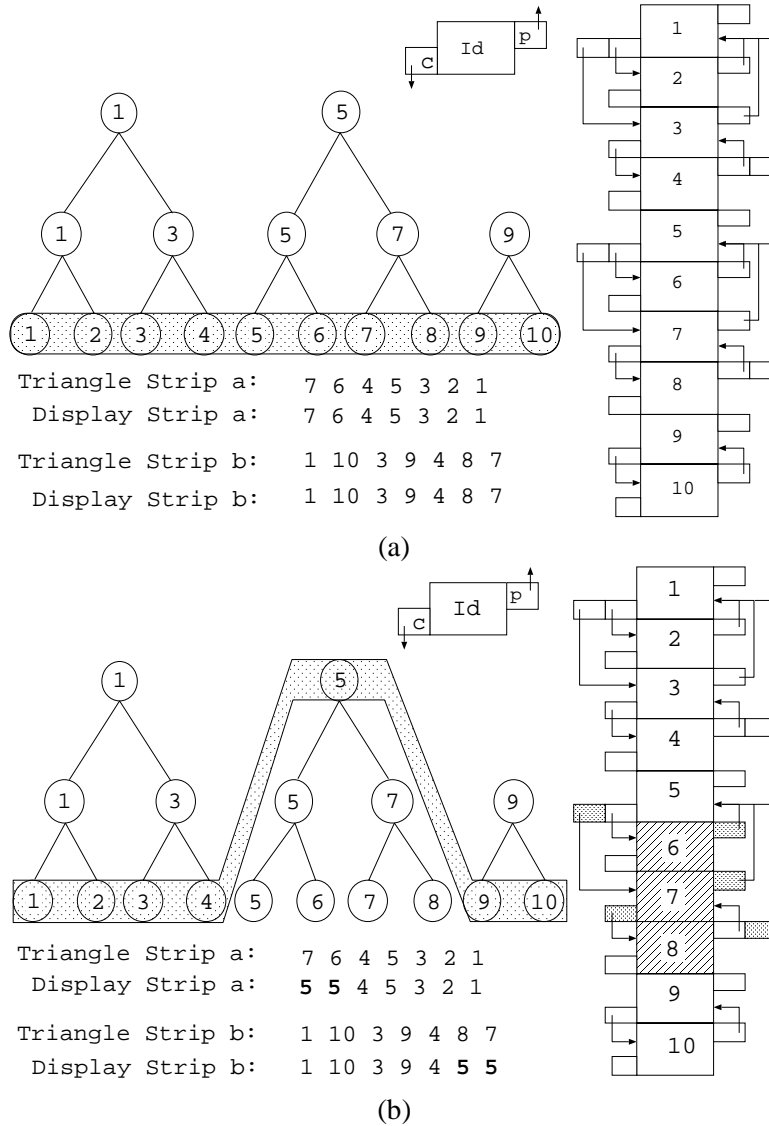 Id
p
c
1 5
1 3 5 7 9
1 2 3 4 5 6 7 8 9 10
Triangle Strip a: 7 6 4 5 3 2 1
Display Strip a: 7 6 4 5 3 2 1
Triangle Strip b: 1 10 3 9 4 8 7
Display Strip b: 1 10 3 9 4 8 7
1
2
3
4
5
6
7
8
9
10
(a)
Id
p
c
1 5
1 3 5 7 9
1 2 3 4 5 6 7 8 9 10
Triangle Strip a: 7 6 4 5 3 2 1
Display Strip a: 5 5 4 5 3 2 1
Triangle Strip b: 1 10 3 9 4 8 7
Display Strip b: 1 10 3 9 4 5 5
1
2
3
4
5
6
7
8
9
10
(b)